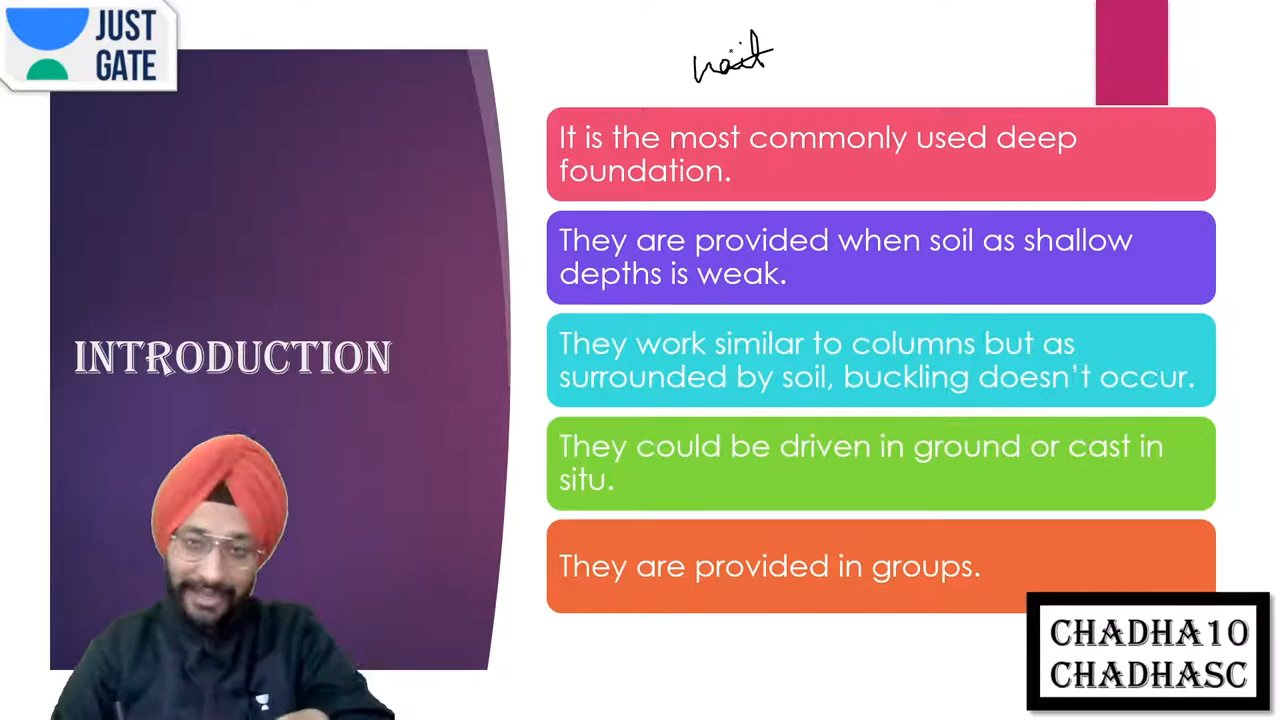 JUST
GATE
It is the most commonly used deep
foundation.
They are provided when soil as shallow
depths is weak.
INTRODUCTION
They work similar to columns but as
surrounded by soil, buckling doesn't occur.
They could be driven in ground or cast in
situ.
They are provided in groups.
CHADHA10
CHADHASC